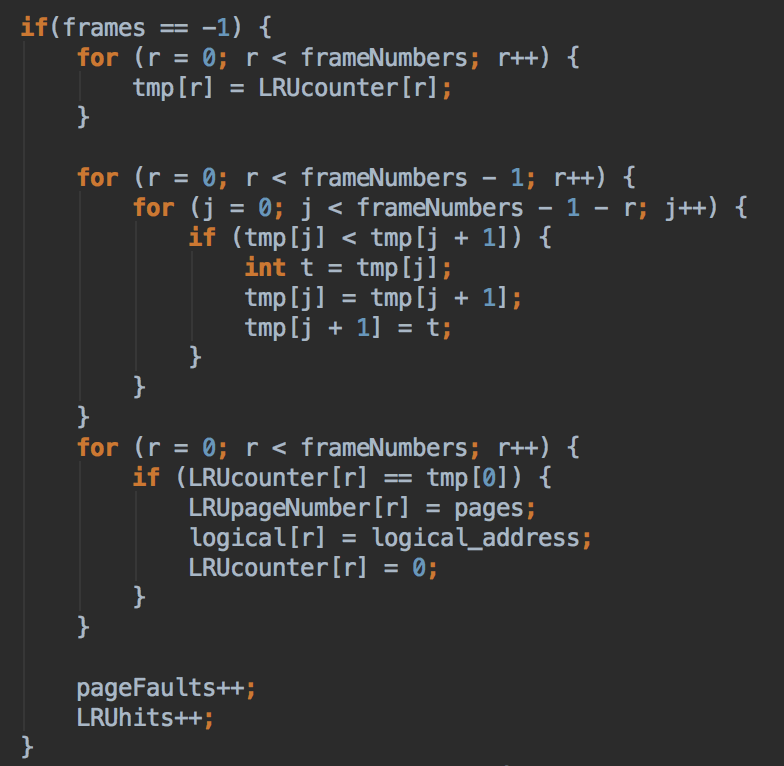 if(frames == -1) {
    for (r = 0; r < frameNumbers; r++) {
        tmp[r] = LRUcounter[r];
    }

    for (r = 0; r < frameNumbers - 1; r++) {
        for (j = 0; j < frameNumbers - 1 - r; j++) {
            if (tmp[j] < tmp[j + 1]) {
                int t = tmp[j];
                tmp[j] = tmp[j + 1];
                tmp[j + 1] = t;
            }
        }
    }
    for (r = 0; r < frameNumbers; r++) {
        if (LRUcounter[r] == tmp[0]) {
            LRUpageNumber[r] = pages;
            logical[r] = logical_address;
            LRUcounter[r] = 0;
        }
    }

    pageFaults++;
    LRUhits++;
}